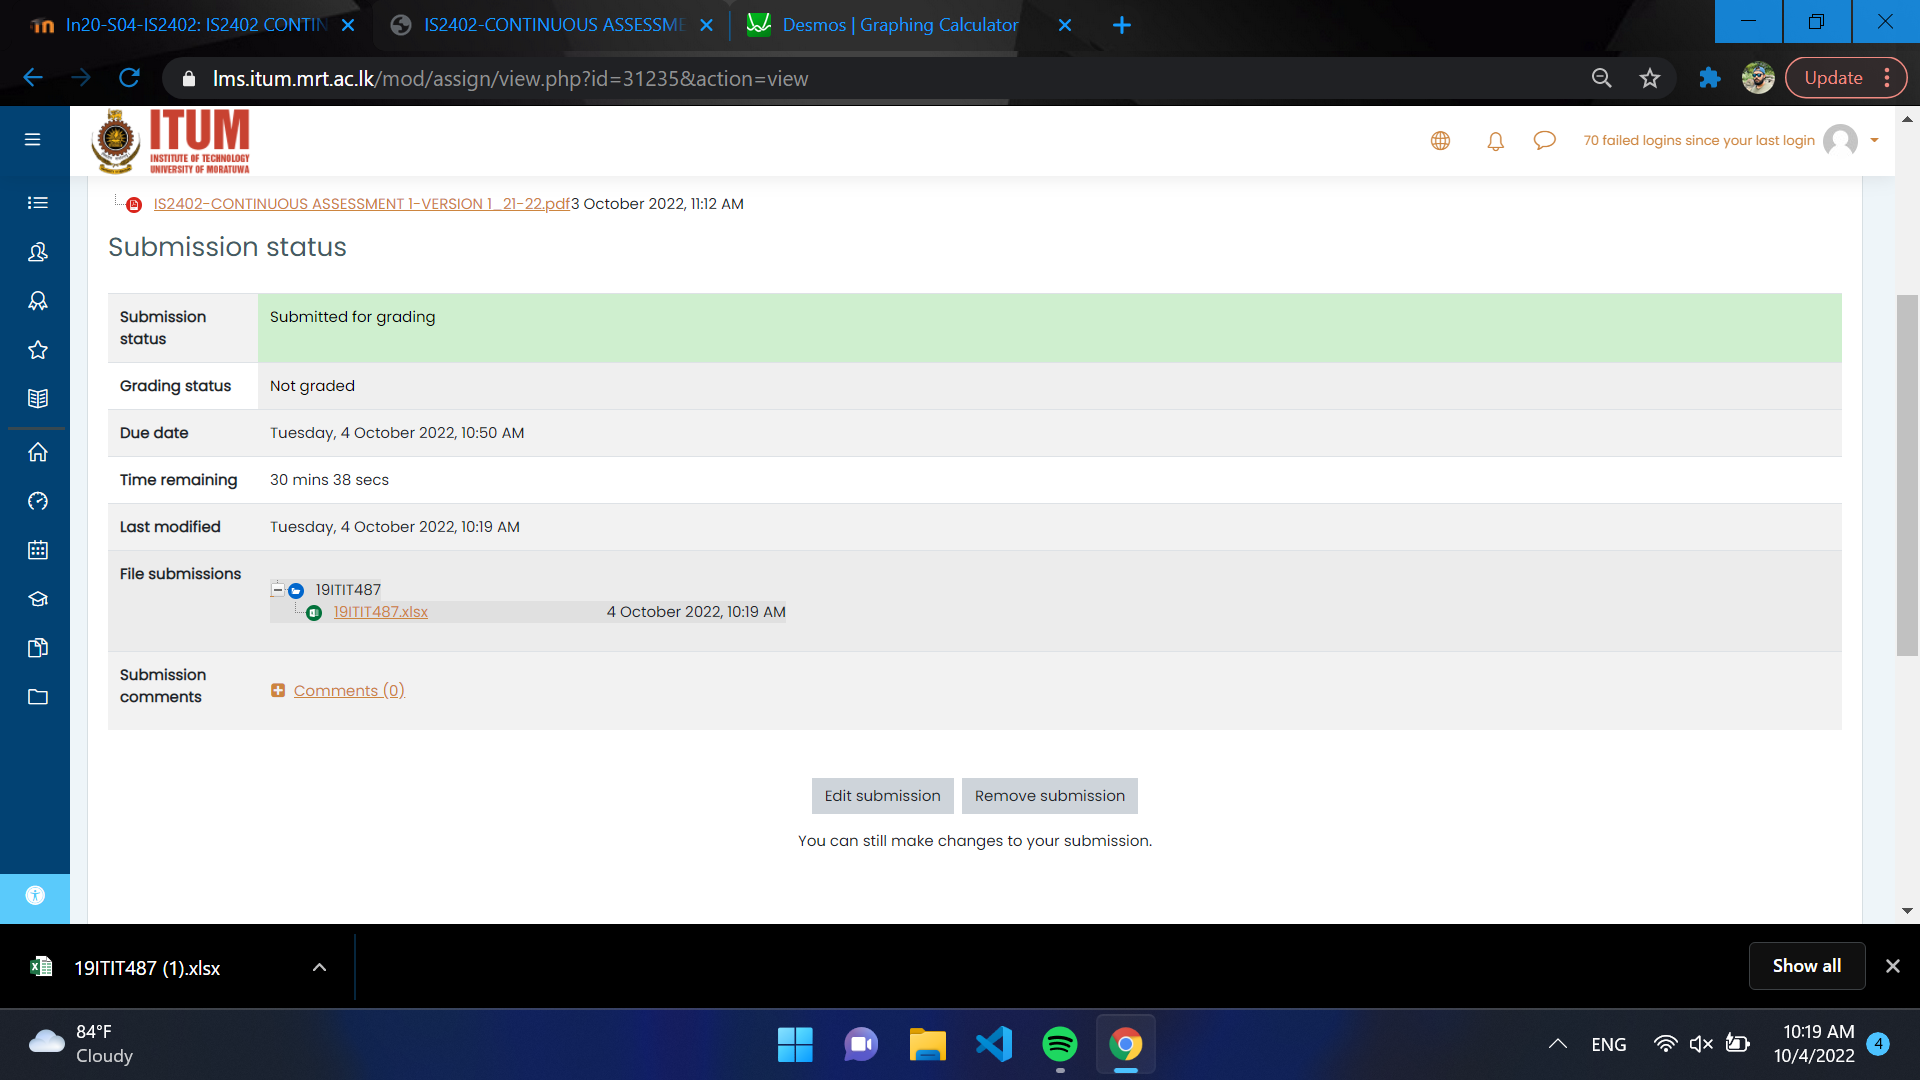 In20-S04-IS2402: IS2402 CONTIN
IS2402-CONTINUOUS ASSESSME
Desmos | Graphing Calculator
lms.itum.mrt.ac.lk/mod/assign/view.php?id=31235&action=view
Update
ITUM
INSTITUTE OF TECHNOLOGY
UNIVERSITY OF MORATUWA
70 failed logins since your last login
IS2402-CONTINUOUS ASSESSMENT 1-VERSION 1_21-22.pdf3 October 2022, 11:12 AM
Submission status
Submission status
Submitted for grading
Grading status
Not graded
Due date
Tuesday, 4 October 2022, 10:50 AM
Time remaining
30 mins 38 secs
Last modified
Tuesday, 4 October 2022, 10:19 AM
File submissions
19ITIT487
19ITIT487.xlsx 4 October 2022, 10:19 AM
Submission comments
Comments (0)
Edit submission
Remove submission
You can still make changes to your submission.
19ITIT487 (1).xlsx
Show all
84°F
Cloudy
ENG
10:19 AM
10/4/2022
4